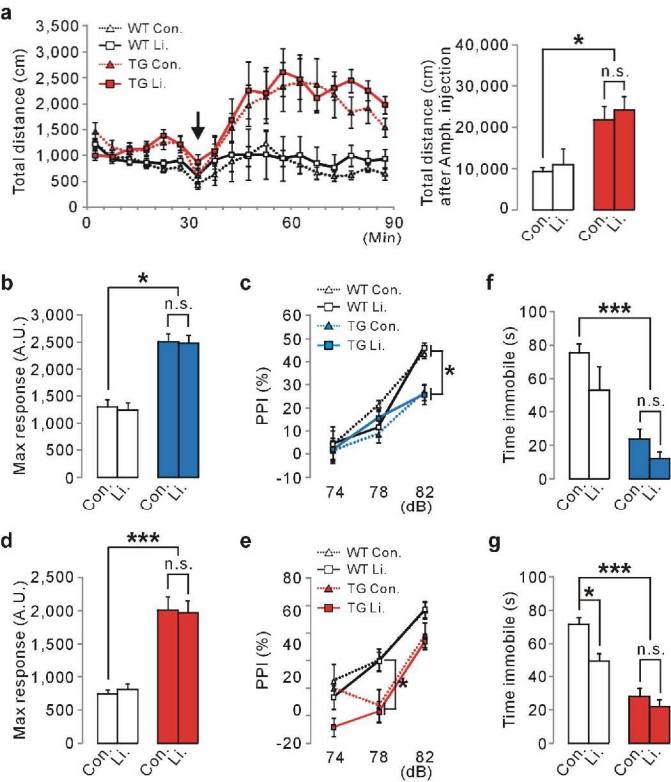 a
Total distance (cm)
3,500
3,000
2,500
2,000
1,500
1,000
500
0
WT Con.
WT Li.
TG Con.
TG Li.
0
30
60
90
(Min)
Total distance (cm)
after Amph. injection
40,000
30,000
20,000
10,000
0
*
n.s.
Con.
Li.
Con.
Li.
b
Max response (A.U.)
3,000
2,500
2,000
1,500
1,000
500
0
*
n.s.
Con.
Li.
Con.
Li.
c
WT Con.
WT Li.
TG Con.
TG Li.
PPI (%)
60
50
40
30
20
10
0
-10
*
74 78 82
(dB)
f
Time immobile (s)
100
80
60
40
20
0
***
n.s.
Con.
Li.
Con.
Li.
d
Max response (A.U.)
2,500
2,000
1,500
1,000
500
0
***
n.s.
Con.
Li.
Con.
Li.
e
WT Con.
WT Li.
TG Con.
TG Li.
PPI (%)
80
60
40
20
0
-20
*
74 78 82
(dB)
g
Time immobile (s)
100
80
60
40
20
0
***
*
n.s.
Con.
Li.
Con.
Li.